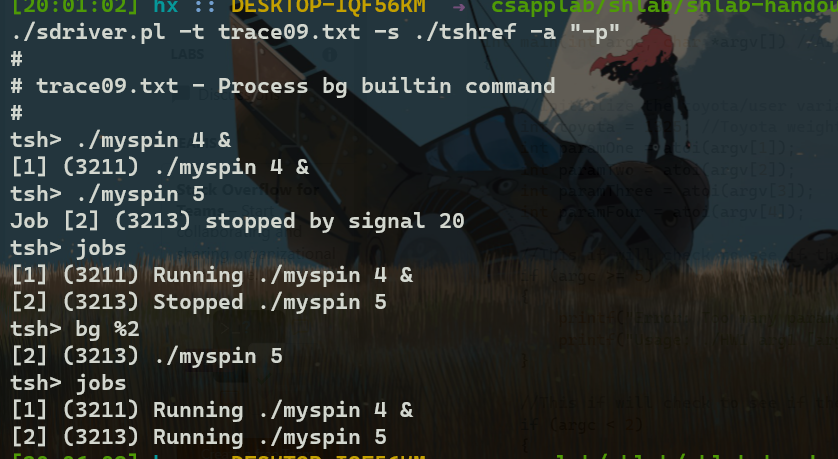 [20:01:02] hx :: DESKTOP-IQF56KM → csapplab/shlab/shlab-handou
./sdriver.pl -t trace09.txt -s ./tshref -a "-p"
#
# trace09.txt - Process bg builtin command
#
tsh> ./myspin 4 &
[1] (3211) ./myspin 4 &
tsh> ./myspin 5
Job [2] (3213) stopped by signal 20
tsh> jobs
[1] (3211) Running ./myspin 4 &
[2] (3213) Stopped ./myspin 5
tsh> bg %2
[2] (3213) ./myspin 5
tsh> jobs
[1] (3211) Running ./myspin 4 &
[2] (3213) Running ./myspin 5